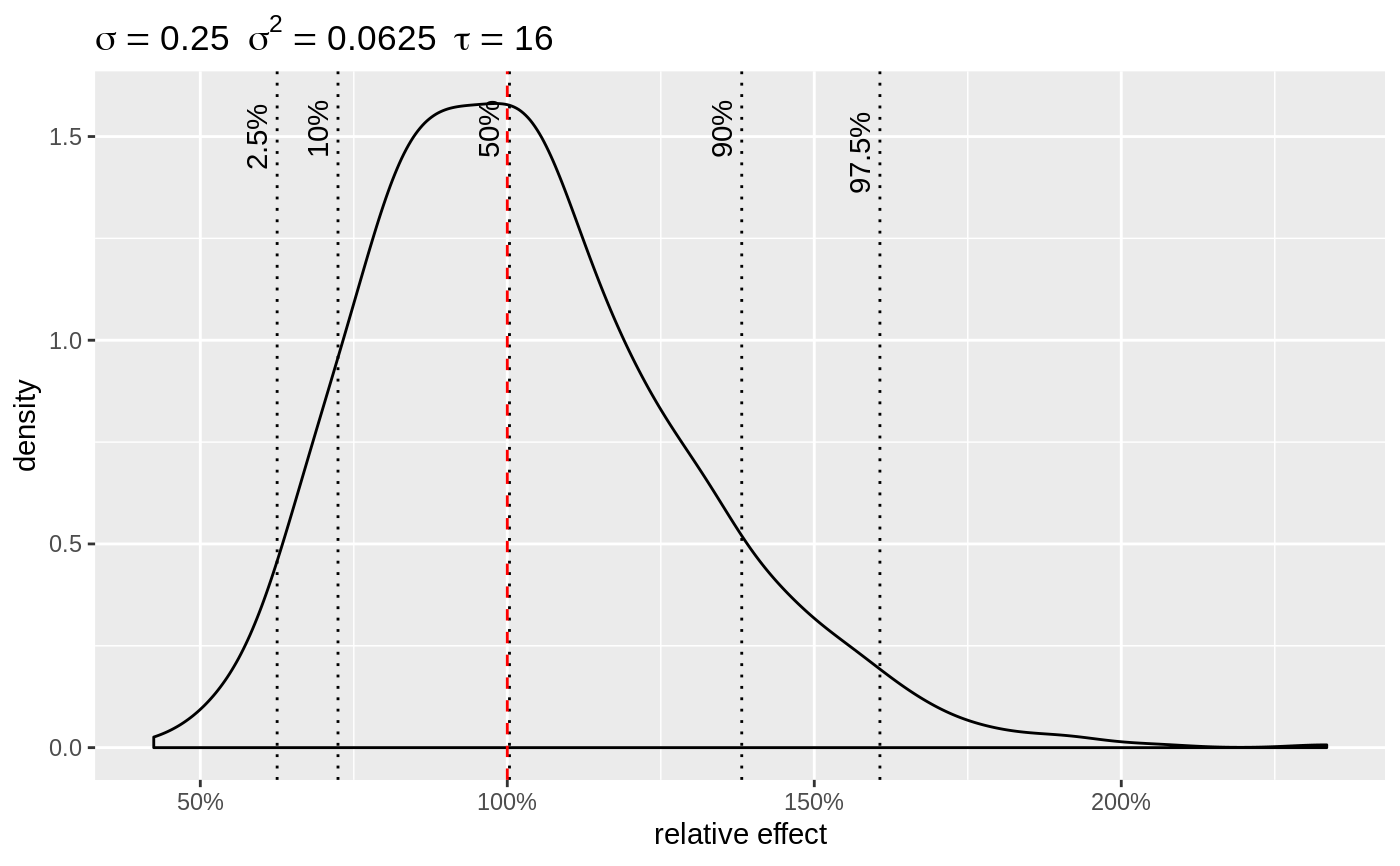 σ = 0.25 σ² = 0.0625 τ = 16
2.5%
10%
50%
90%
97.5%
density
1.5
1.0
0.5
0.0
50% 100% 150% 200%
relative effect